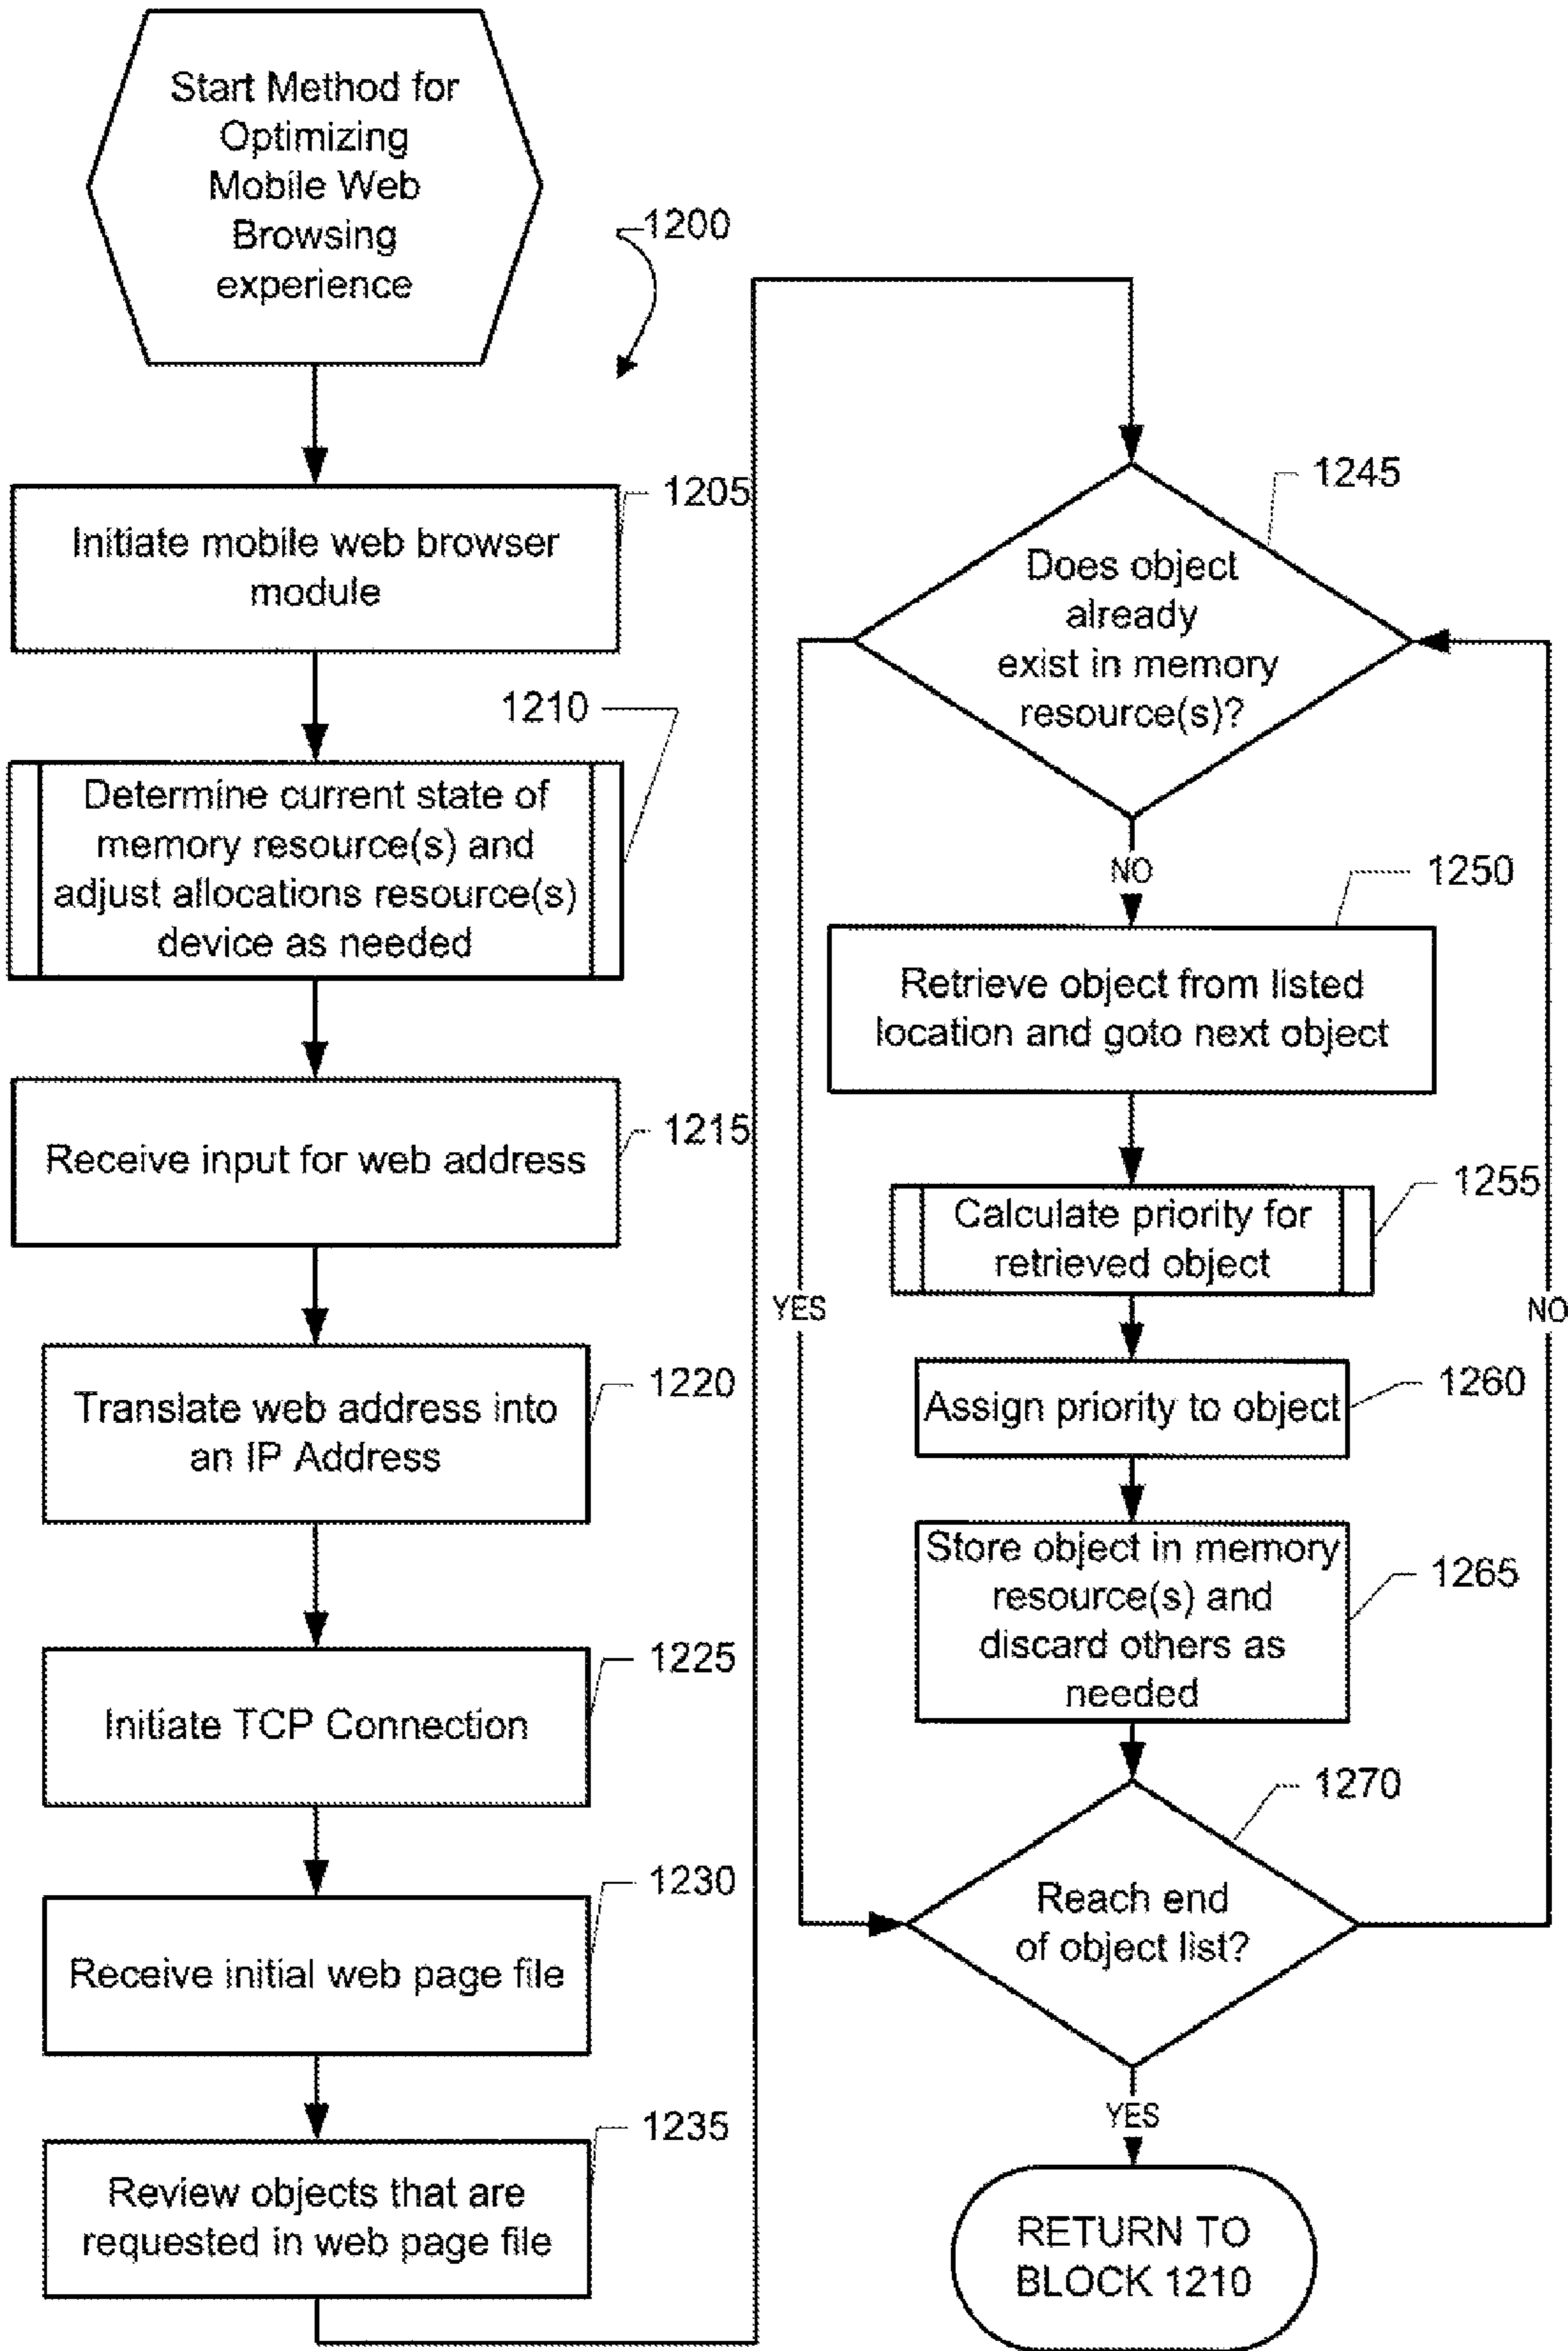 Start Method for
Optimizing
Mobile Web
Browsing
experience
1200
1205
Initiate mobile web browser
module
1210
Determine current state of
memory resource(s) and
adjust allocations resource(s)
device as needed
1215
Receive input for web address
1220
Translate web address into
an IP Address
1225
Initiate TCP Connection
1230
Receive initial web page file
1235
Review objects that are
requested in web page file
1245
Does object
already
exist in memory
resource(s)?
NO
1250
Retrieve object from listed
location and goto next object
1255
Calculate priority for
retrieved object
YES
NO
1260
Assign priority to object
1265
Store object in memory
resource(s) and
discard others as
needed
1270
Reach end
of object list?
YES
RETURN TO
BLOCK 1210